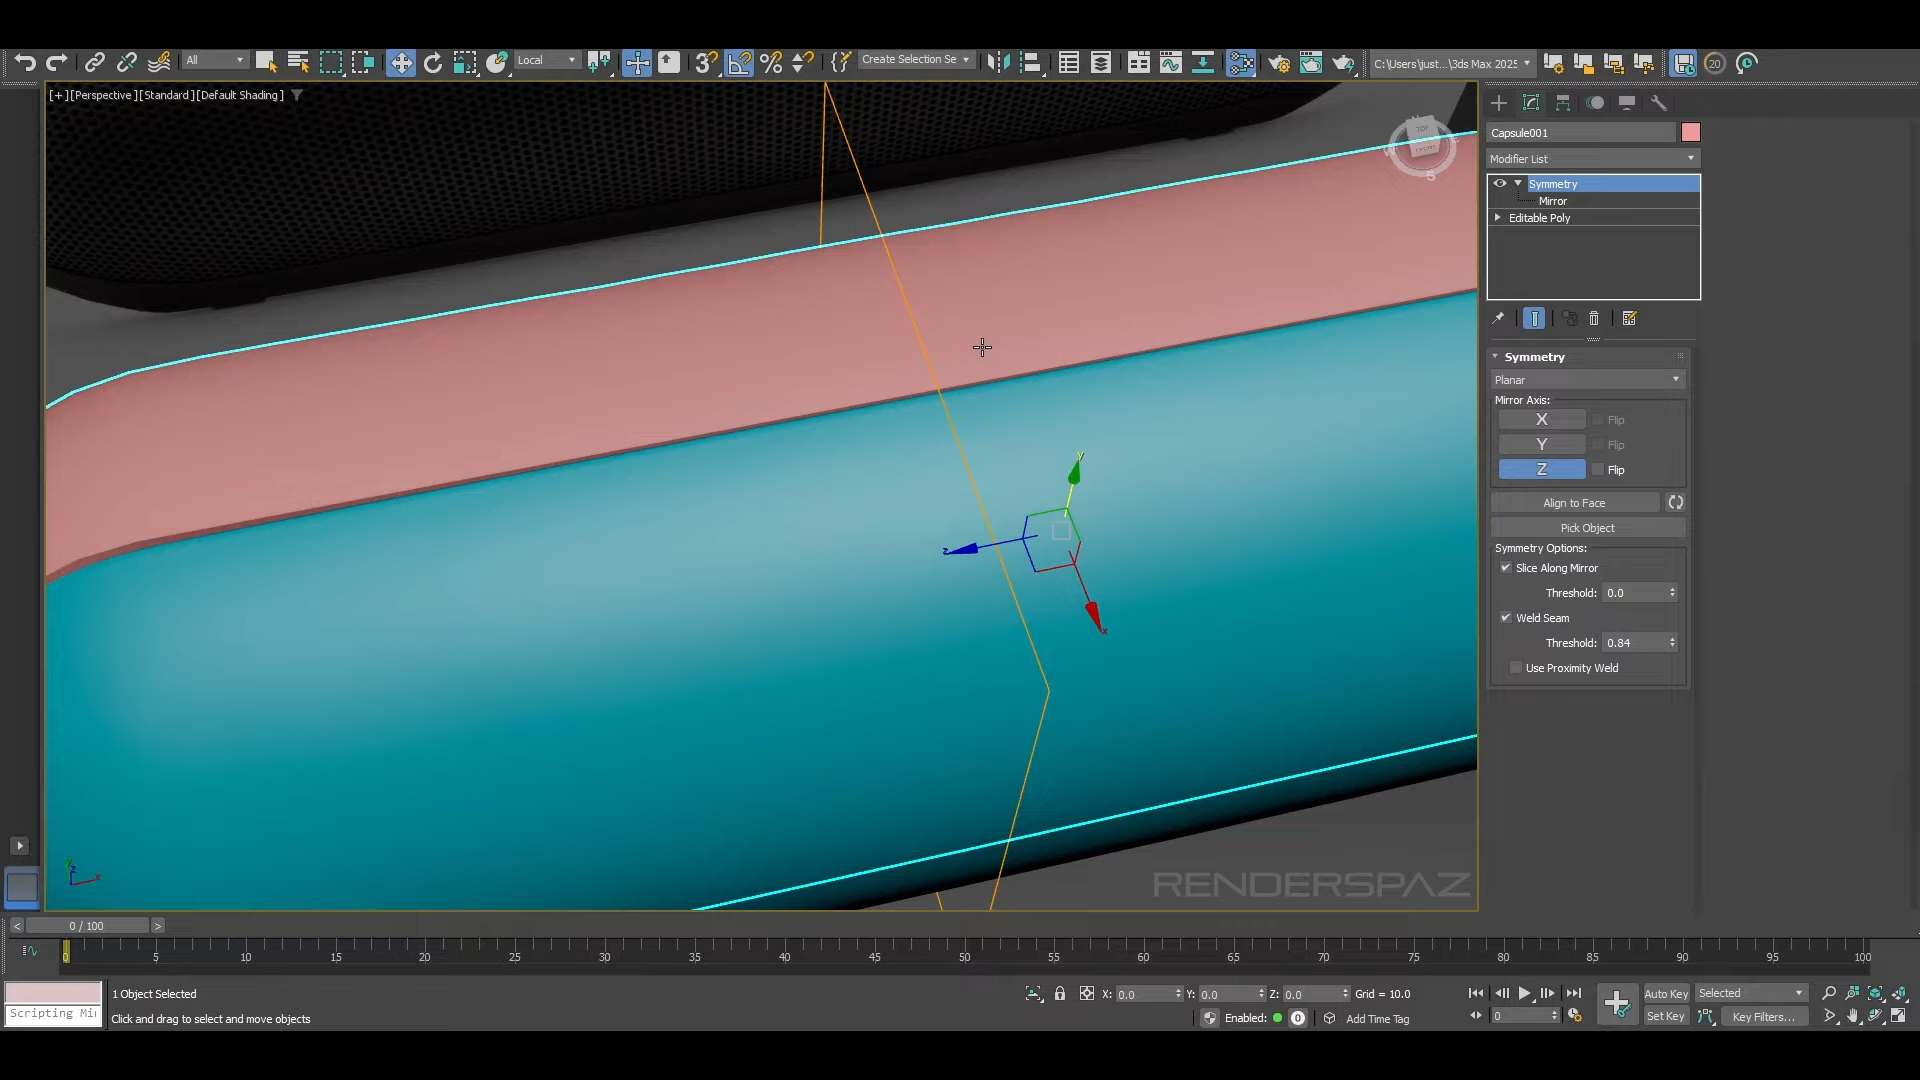 All
Local
3
Create Selection Se
C:\Users\just...\3ds Max 2025
20
[+][Perspective][Standard][Default Shading]
TOP
S
Capsule001
Modifier List
Symmetry
Mirror
Editable Poly
Symmetry
Planar
Mirror Axis:
X Flip
Y Flip
Z Flip
Align to Face
Pick Object
Symmetry Options:
Slice Along Mirror
Threshold: 0.0
Weld Seam
Threshold: 0.84
Use Proximity Weld
y
z
x
z
x
RENDERSPAZ
< 0 / 100 >
0 5 10 15 20 25 30 35 40 45 50 55 60 65 70 75 80 85 90 95 100
1 Object Selected
X: 0.0 Y: 0.0 Z: 0.0 Grid = 10.0
Auto Key Selected
Scripting Mi
Click and drag to select and move objects
Enabled: 0 Add Time Tag
0
Set Key Key Filters...